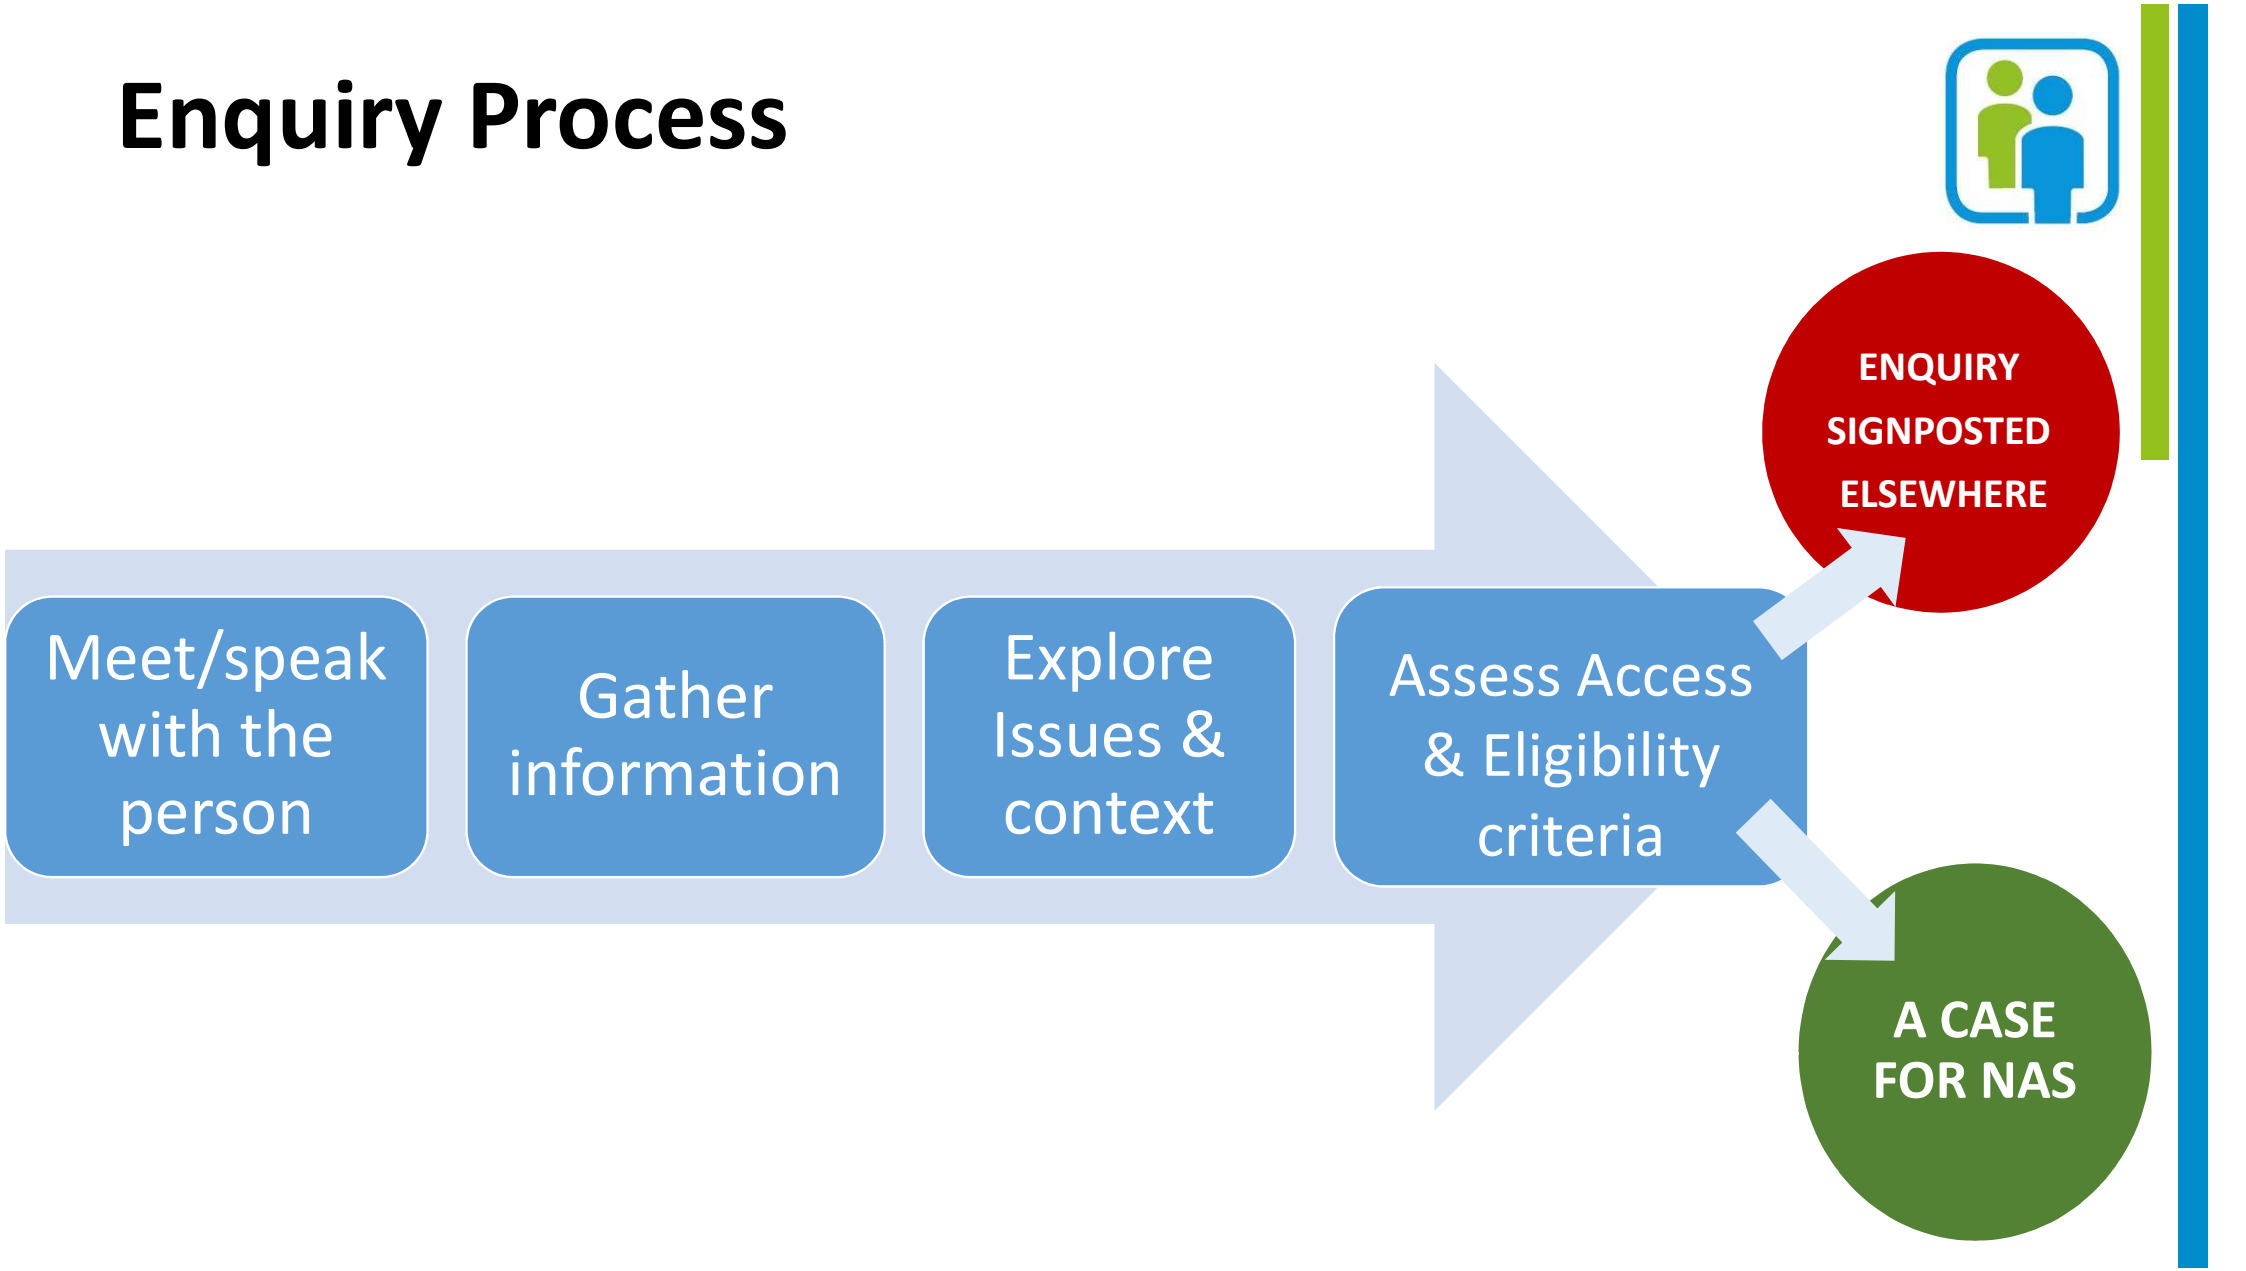 Enquiry Process
Meet/speak
with the
person
Gather
information
Explore
Issues &
context
Assess Access
& Eligibility
criteria
ENQUIRY
SIGNPOSTED
ELSEWHERE
A CASE
FOR NAS